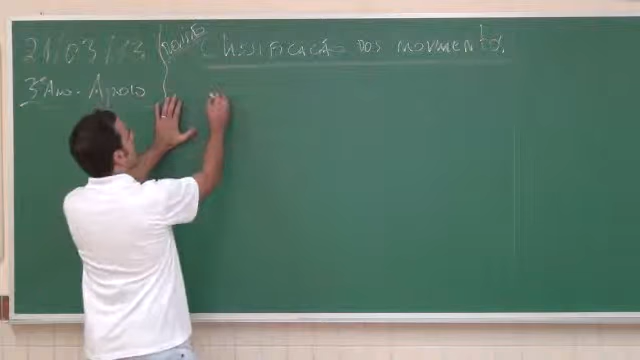 21/03/13
3º Ano - Apoio
Classificação dos movimentos.